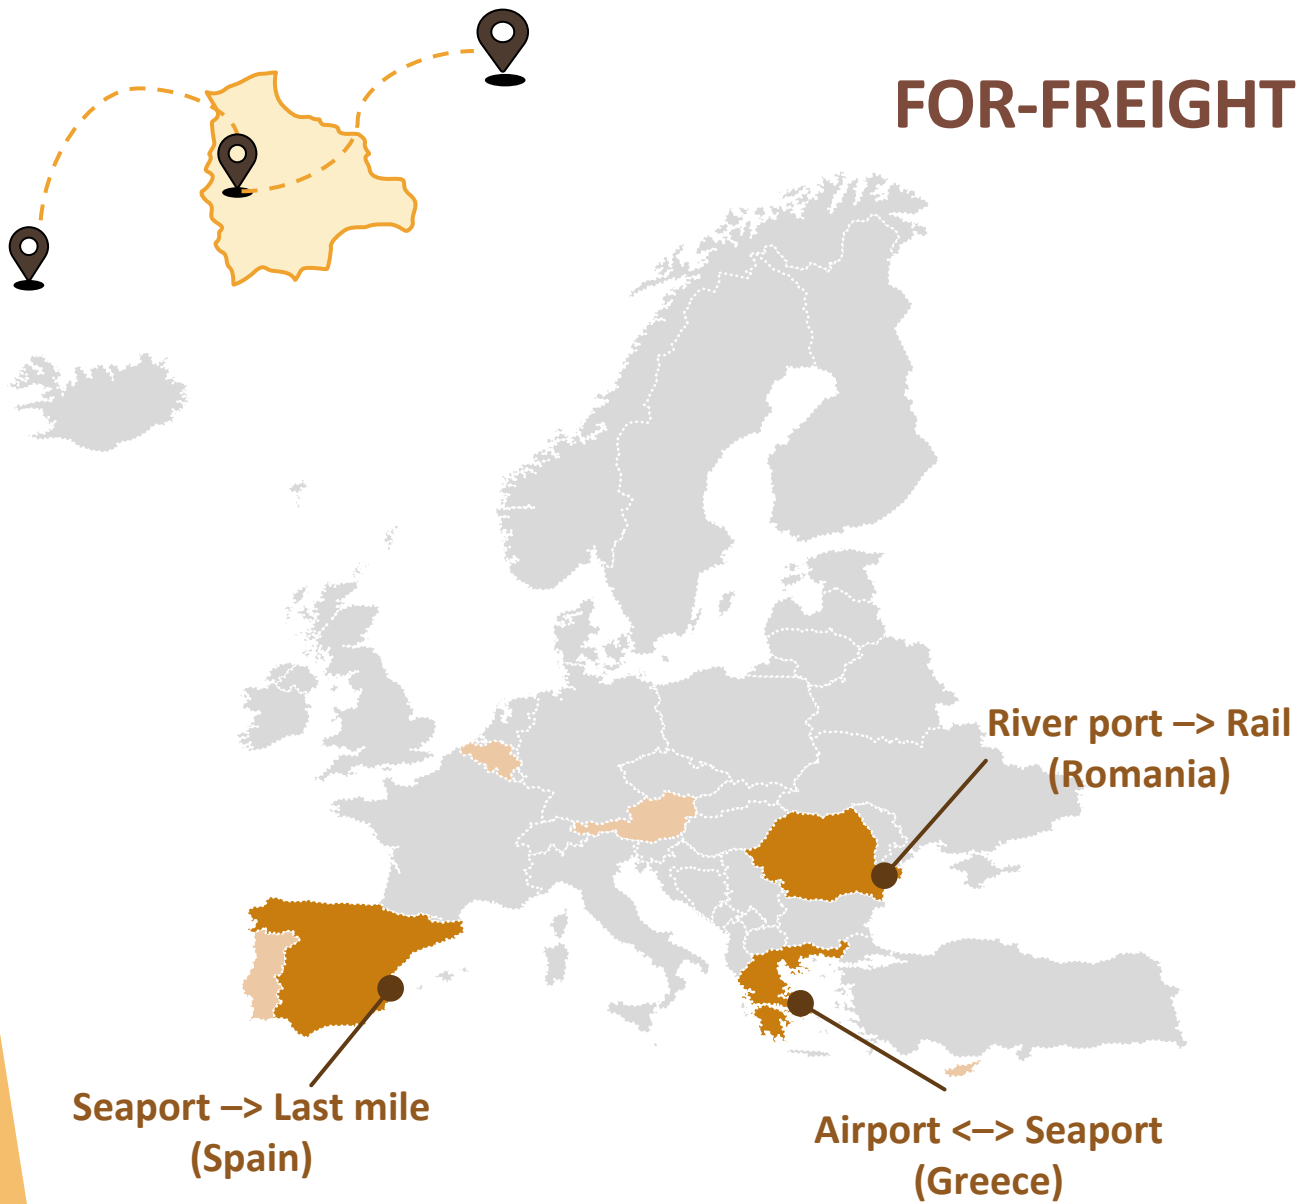 FOR-FREIGHT
River port –> Rail
(Romania)
Seaport –> Last mile
(Spain)
Airport <–> Seaport
(Greece)